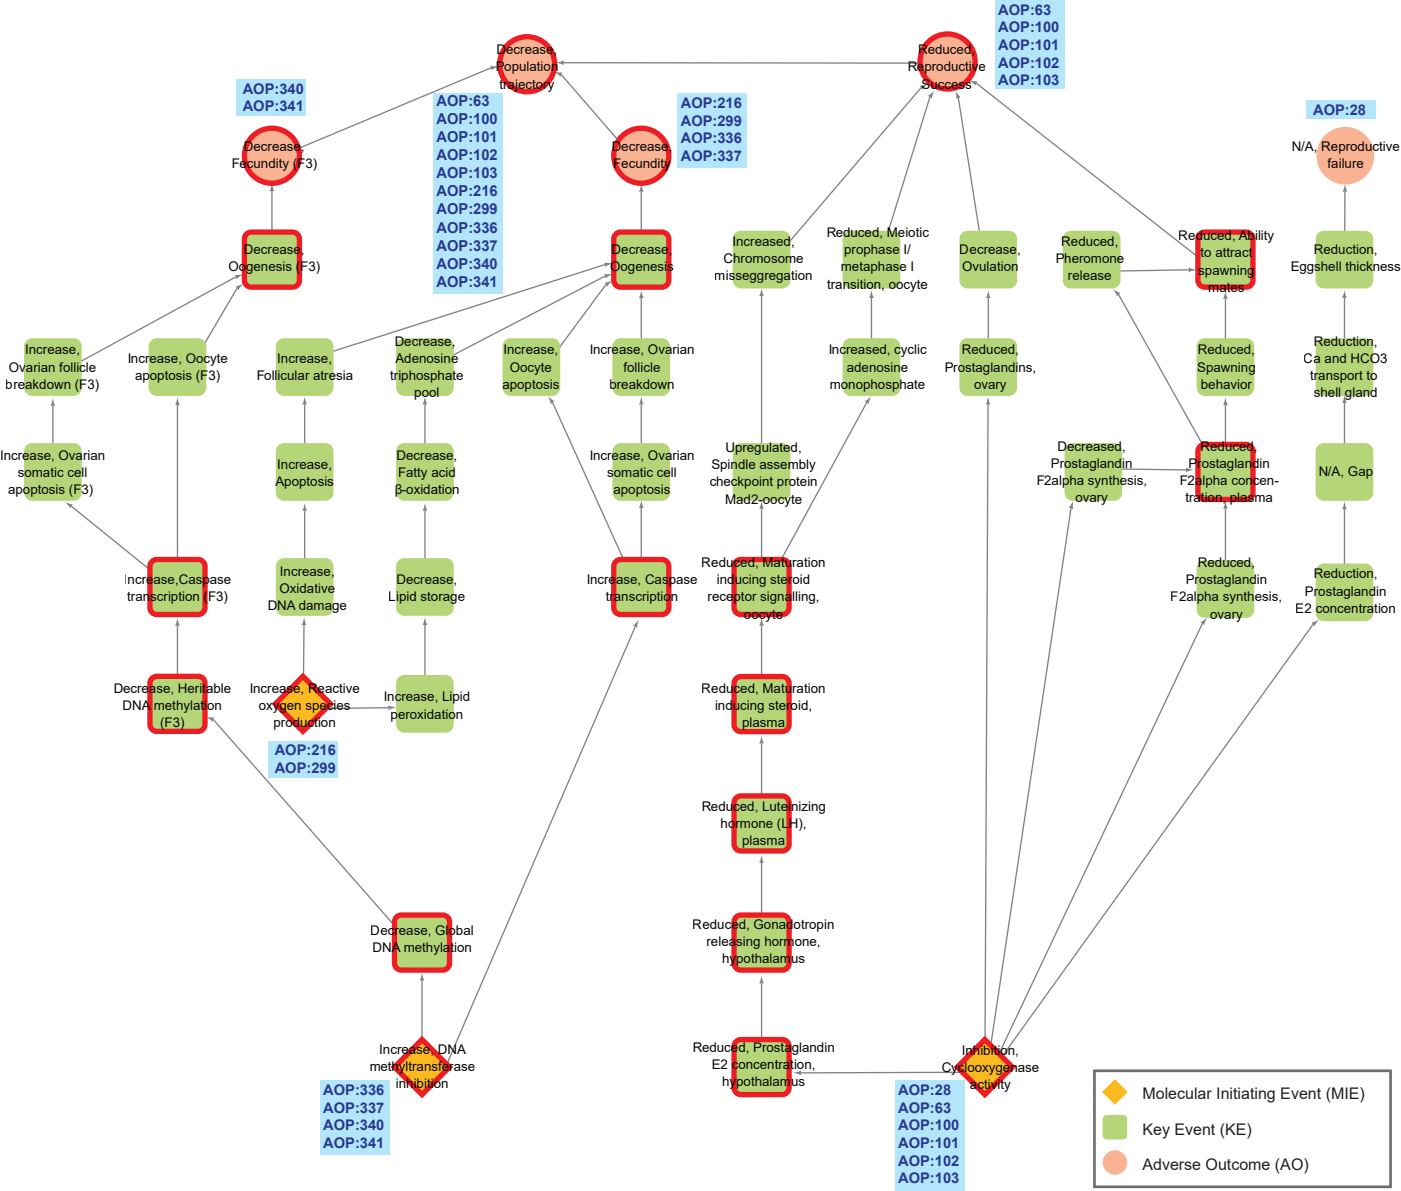 AOP:63
AOP:100
AOP:101
AOP:102
AOP:103
Decrease,
Population
trajectory
Reduced,
Reproductive
Success
AOP:340
AOP:341
AOP:63
AOP:100
AOP:101
AOP:102
AOP:103
AOP:216
AOP:299
AOP:336
AOP:337
AOP:340
AOP:341
AOP:216
AOP:299
AOP:336
AOP:337
AOP:28
Decrease,
Fecundity (F3)
Decrease,
Fecundity
N/A, Reproductive
failure
Decrease,
Oogenesis (F3)
Decrease,
Oogenesis
Increased,
Chromosome
misseggregation
Reduced, Meiotic
prophase I/
metaphase I
transition, oocyte
Decrease,
Ovulation
Reduced,
Pheromone
release
Reduced, Ability
to attract
spawning
mates
Reduction,
Eggshell thickness
Increase,
Ovarian follicle
breakdown (F3)
Increase, Oocyte
apoptosis (F3)
Increase,
Follicular atresia
Decrease,
Adenosine
triphosphate
pool
Increase,
Oocyte
apoptosis
Increase, Ovarian
follicle
breakdown
Increased, cyclic
adenosine
monophosphate
Reduced,
Prostaglandins,
ovary
Reduced,
Spawning
behavior
Reduction,
Ca and HCO3
transport to
shell gland
Increase, Ovarian
somatic cell
apoptosis (F3)
Increase,
Apoptosis
Decrease,
Fatty acid
β-oxidation
Increase, Ovarian
somatic cell
apoptosis
Upregulated,
Spindle assembly
checkpoint protein
Mad2-oocyte
Decreased,
Prostaglandin
F2alpha synthesis,
ovary
Reduced,
Prostaglandin
F2alpha concen-
tration, plasma
N/A, Gap
Increase,Caspase
transcription (F3)
Increase,
Oxidative
DNA damage
Decrease,
Lipid storage
Increase, Caspase
transcription
Reduced, Maturation
inducing steroid
receptor signalling,
oocyte
Reduced,
Prostaglandin
F2alpha synthesis,
ovary
Reduction,
Prostaglandin
E2 concentration
Decrease, Heritable
DNA methylation
(F3)
Increase, Reactive
oxygen species
production
Increase, Lipid
peroxidation
Reduced, Maturation
inducing steroid,
plasma
AOP:216
AOP:299
Reduced, Luteinizing
hormone (LH),
plasma
Decrease, Global
DNA methylation
Reduced, Gonadotropin
releasing hormone,
hypothalamus
Increase, DNA
methyltransferase
inhibition
Reduced, Prostaglandin
E2 concentration,
hypothalamus
Inhibition,
Cyclooxygenase
activity
AOP:336
AOP:337
AOP:340
AOP:341
AOP:28
AOP:63
AOP:100
AOP:101
AOP:102
AOP:103
Molecular Initiating Event (MIE)
Key Event (KE)
Adverse Outcome (AO)